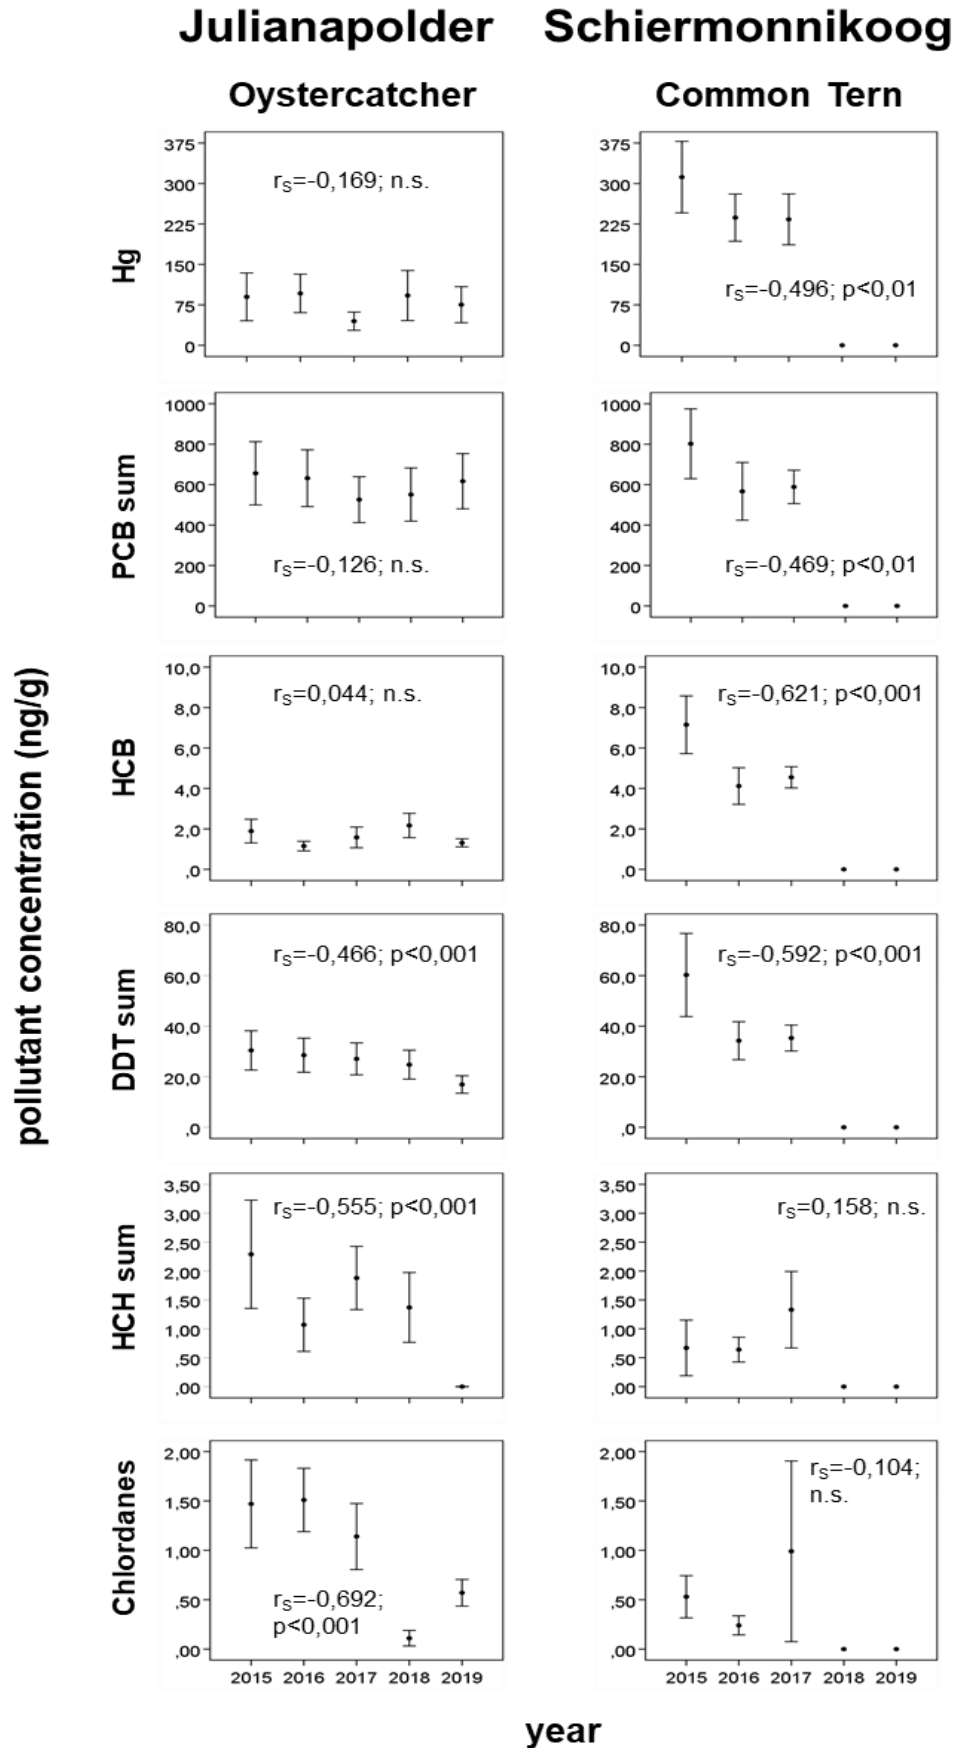 Julianapolder Schiermonnikoog
Oystercatcher Common Tern
pollutant concentration (ng/g)
Hg
375
300
225
150
75
0
rS=-0,169; n.s.
375
300
225
150
75
0
rS=-0,496; p<0,01
PCB sum
1000
800
600
400
200
0
rS=-0,126; n.s.
1000
800
600
400
200
0
rS=-0,469; p<0,01
HCB
10,0
8,0
6,0
4,0
2,0
,0
rS=0,044; n.s.
10,0
8,0
6,0
4,0
2,0
,0
rS=-0,621; p<0,001
DDT sum
80,0
60,0
40,0
20,0
,0
rS=-0,466; p<0,001
80,0
60,0
40,0
20,0
,0
rS=-0,592; p<0,001
HCH sum
3,50
3,00
2,50
2,00
1,50
1,00
,50
,00
rS=-0,555; p<0,001
3,50
3,00
2,50
2,00
1,50
1,00
,50
,00
rS=0,158; n.s.
Chlordanes
2,00
1,50
1,00
,50
,00
rS=-0,692;
p<0,001
2,00
1,50
1,00
,50
,00
rS=-0,104;
n.s.
2015 2016 2017 2018 2019
2015 2016 2017 2018 2019
year